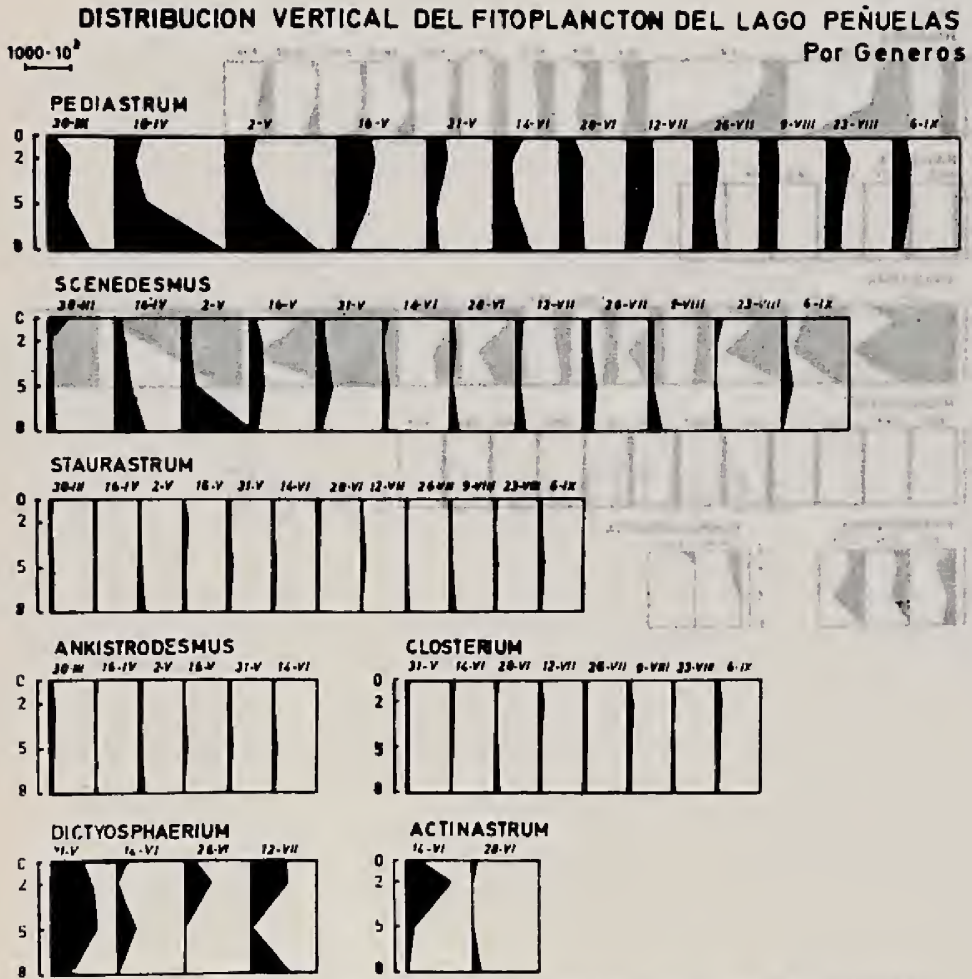 DISTRIBUCION VERTICAL DEL FITOPLANCTON DEL LAGO PEÑUELAS
Por Generos
1000·10³
PEDIASTRUM
30-III 18-IV 2-V 16-V 31-V 14-VI 28-VI 12-VII 26-VII 9-VIII 23-VIII 6-IX
0
2
5
8
SCENEDESMUS
30-III 16-IV 2-V 16-V 31-V 14-VI 28-VI 12-VII 26-VII 9-VIII 23-VIII 6-IX
0
2
5
8
STAURASTRUM
30-III 16-IV 2-V 16-V 31-V 14-VI 28-VI 12-VII 26-VII 9-VIII 23-VIII 6-IX
0
2
5
8
ANKISTRODESMUS
30-III 16-IV 2-V 16-V 31-V 14-VI
0
2
5
8
CLOSTERIUM
31-V 14-VI 28-VI 12-VII 26-VII 9-VIII 23-VIII 6-IX
0
2
5
8
DICTYOSPHAERIUM
31-V 14-VI 28-VI 12-VII
0
2
5
8
ACTINASTRUM
14-VI 28-VI
0
2
5
8